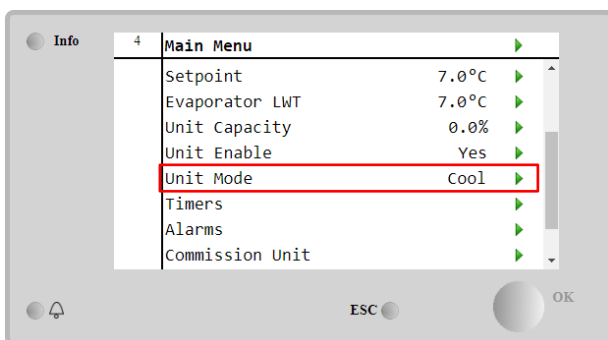 Info
4 Main Menu
Setpoint 7.0°C
Evaporator LWT 7.0°C
Unit Capacity 0.0%
Unit Enable Yes
Unit Mode Cool
Timers
Alarms
Commission Unit
ESC
OK